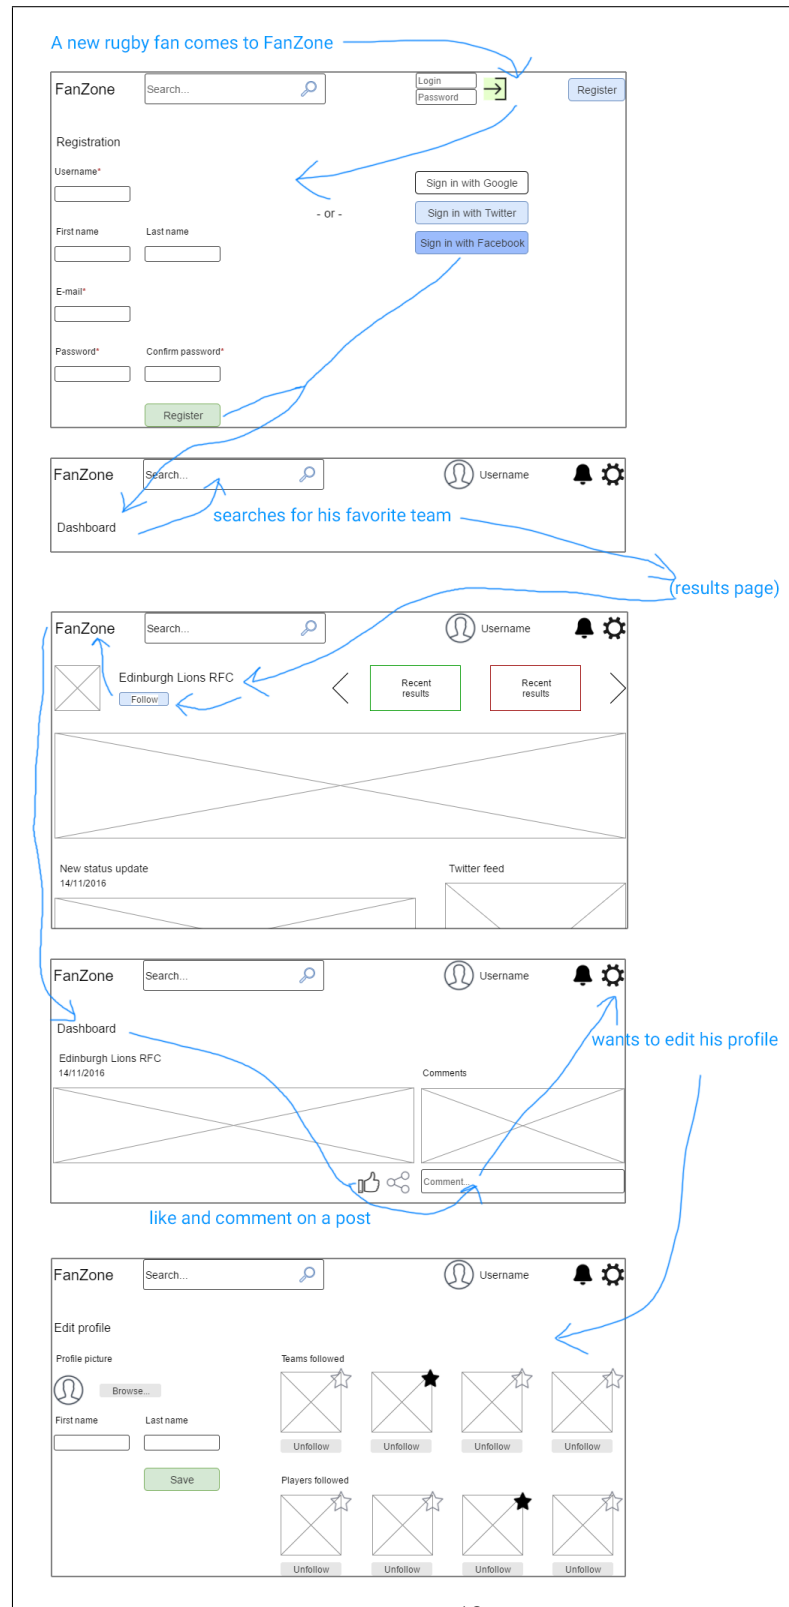 A new rugby fan comes to FanZone
FanZone
Search...
Login
Password
Register
Registration
Username*
Sign in with Google
- or -
Sign in with Twitter
First name Last name
Sign in with Facebook
E-mail*
Password* Confirm password*
Register
FanZone
Search...
Username
searches for his favorite team
Dashboard
(results page)
FanZone
Search...
Username
Edinburgh Lions RFC
Follow
Recent
results
Recent
results
New status update
14/11/2016
Twitter feed
FanZone
Search...
Username
Dashboard
wants to edit his profile
Edinburgh Lions RFC
14/11/2016
Comments
Comment...
like and comment on a post
FanZone
Search...
Username
Edit profile
Profile picture
Teams followed
Browse...
First name Last name
Unfollow Unfollow Unfollow Unfollow
Save
Players followed
Unfollow Unfollow Unfollow Unfollow